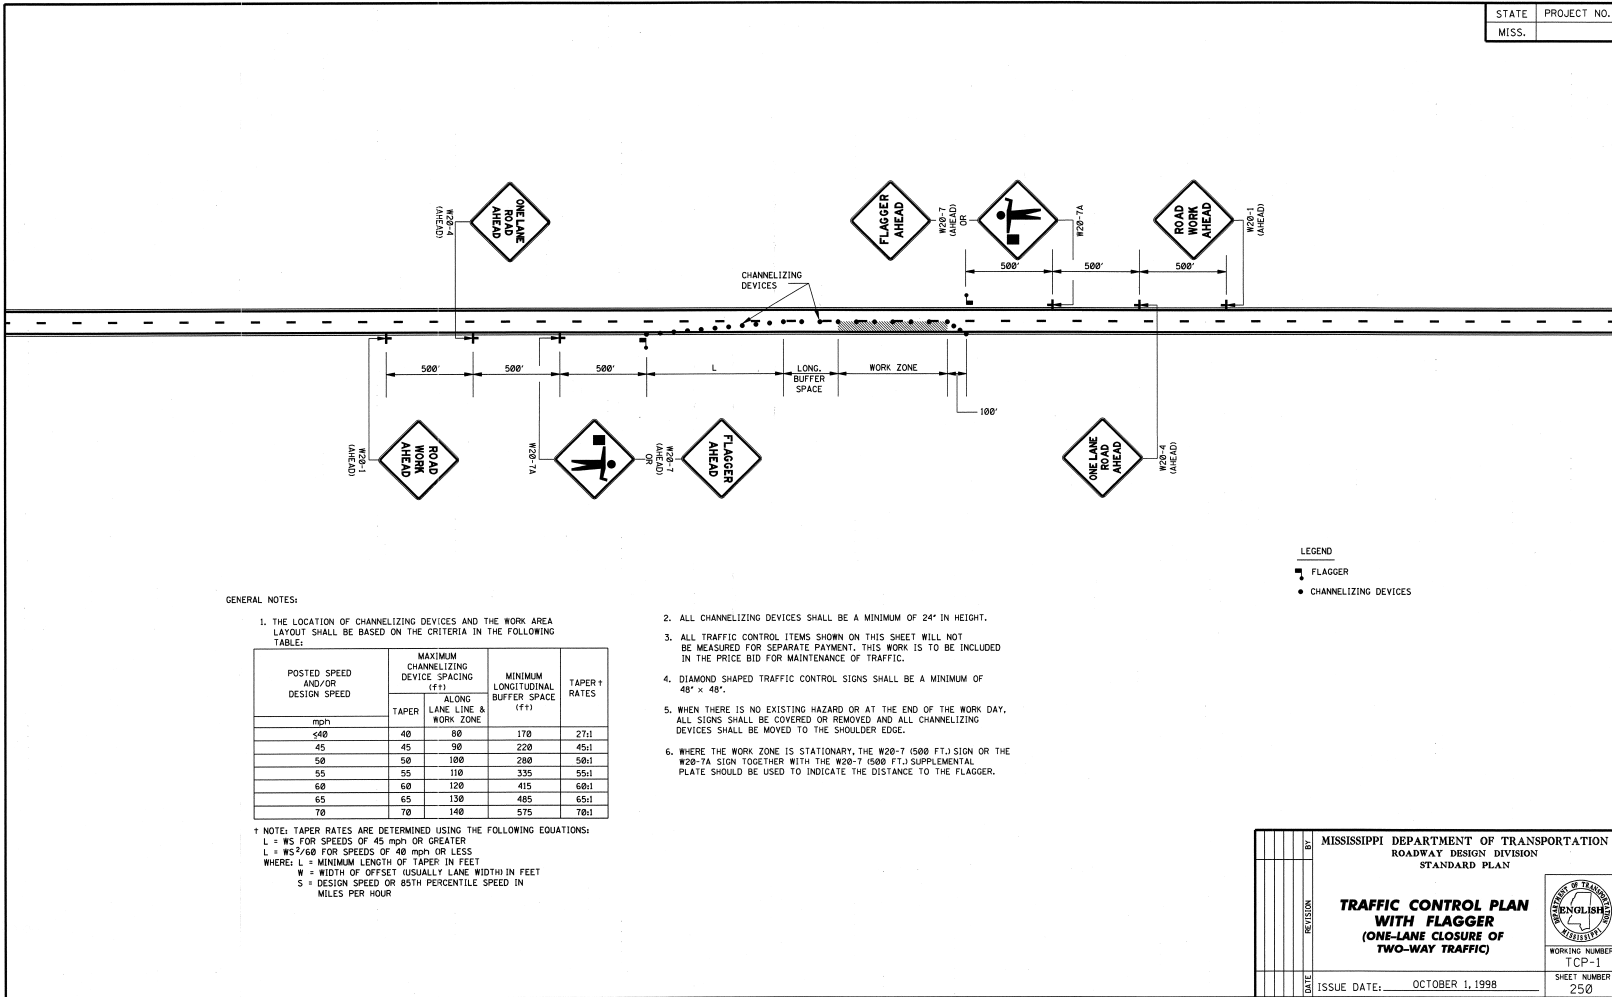 STATE PROJECT NO.
MISS.
ONE LANE
ROAD
AHEAD
W20-4
(AHEAD)
FLAGGER
AHEAD
W20-7
(AHEAD)
OR
W20-7A
ROAD
WORK
AHEAD
W20-1
(AHEAD)
500' 500' 500'
CHANNELIZING
DEVICES
500' 500' 500' L LONG. WORK ZONE
BUFFER
SPACE
100'
W20-1
(AHEAD)
ROAD
WORK
AHEAD
W20-7A
W20-7
(AHEAD)
OR
FLAGGER
AHEAD
ONE LANE
ROAD
AHEAD
W20-4
(AHEAD)
LEGEND
FLAGGER
CHANNELIZING DEVICES
GENERAL NOTES:
1. THE LOCATION OF CHANNELIZING DEVICES AND THE WORK AREA
LAYOUT SHALL BE BASED ON THE CRITERIA IN THE FOLLOWING
TABLE:
POSTED SPEED
AND/OR
DESIGN SPEED
mph
MAXIMUM
CHANNELIZING
DEVICE SPACING
(ft)
TAPER
ALONG
LANE LINE &
WORK ZONE
MINIMUM
LONGITUDINAL
BUFFER SPACE
(ft)
TAPER †
RATES
≤40 40 80 170 27:1
45 45 90 220 45:1
50 50 100 280 50:1
55 55 110 335 55:1
60 60 120 415 60:1
65 65 130 485 65:1
70 70 140 575 70:1
† NOTE: TAPER RATES ARE DETERMINED USING THE FOLLOWING EQUATIONS:
L = WS FOR SPEEDS OF 45 mph OR GREATER
L = WS²/60 FOR SPEEDS OF 40 mph OR LESS
WHERE: L = MINIMUM LENGTH OF TAPER IN FEET
W = WIDTH OF OFFSET (USUALLY LANE WIDTH) IN FEET
S = DESIGN SPEED OR 85TH PERCENTILE SPEED IN
MILES PER HOUR
2. ALL CHANNELIZING DEVICES SHALL BE A MINIMUM OF 24" IN HEIGHT.
3. ALL TRAFFIC CONTROL ITEMS SHOWN ON THIS SHEET WILL NOT
BE MEASURED FOR SEPARATE PAYMENT. THIS WORK IS TO BE INCLUDED
IN THE PRICE BID FOR MAINTENANCE OF TRAFFIC.
4. DIAMOND SHAPED TRAFFIC CONTROL SIGNS SHALL BE A MINIMUM OF
48" x 48".
5. WHEN THERE IS NO EXISTING HAZARD OR AT THE END OF THE WORK DAY,
ALL SIGNS SHALL BE COVERED OR REMOVED AND ALL CHANNELIZING
DEVICES SHALL BE MOVED TO THE SHOULDER EDGE.
6. WHERE THE WORK ZONE IS STATIONARY, THE W20-7 (500 FT.) SIGN OR THE
W20-7A SIGN TOGETHER WITH THE W20-7 (500 FT.) SUPPLEMENTAL
PLATE SHOULD BE USED TO INDICATE THE DISTANCE TO THE FLAGGER.
BY
REVISION
DATE
MISSISSIPPI DEPARTMENT OF TRANSPORTATION
ROADWAY DESIGN DIVISION
STANDARD PLAN
TRAFFIC CONTROL PLAN
WITH FLAGGER
(ONE-LANE CLOSURE OF
TWO-WAY TRAFFIC)
DEPARTMENT OF TRANSPORTATION
ENGLISH
MISSISSIPPI
WORKING NUMBER
TCP-1
ISSUE DATE: OCTOBER 1, 1998
SHEET NUMBER
250